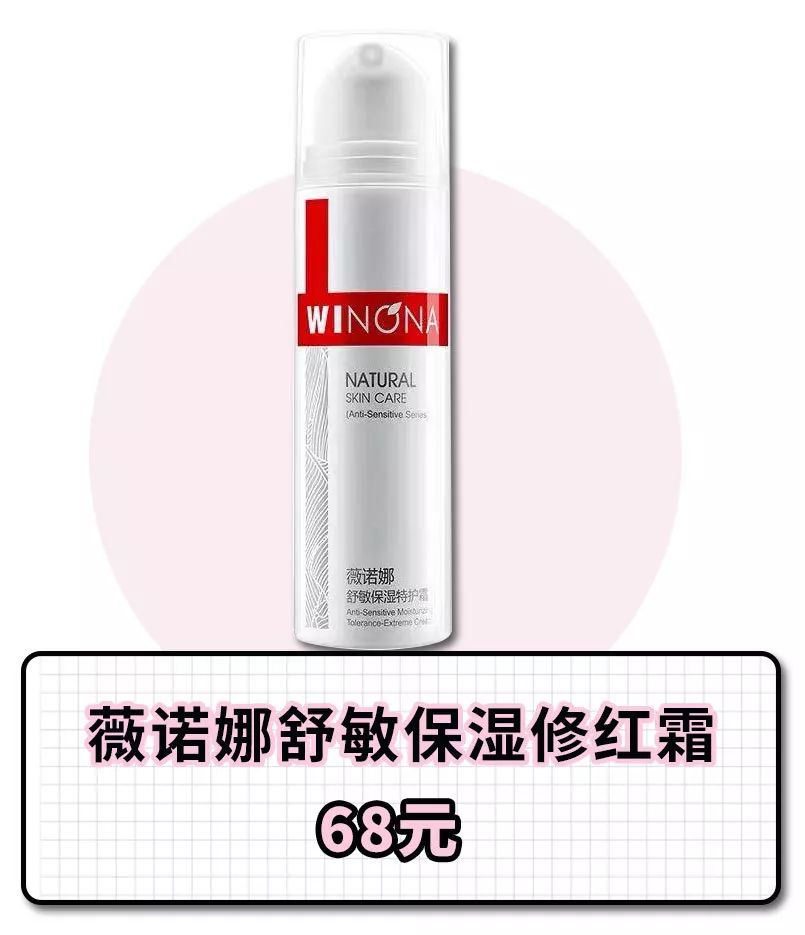 WINONA
NATURAL
SKIN CARE
(Anti-Sensitive Series
薇诺娜
舒敏保湿特护霜
Anti-Sensitive Moisturizing
Tolerance-Extreme Cream
薇诺娜舒敏保湿修红霜
68元